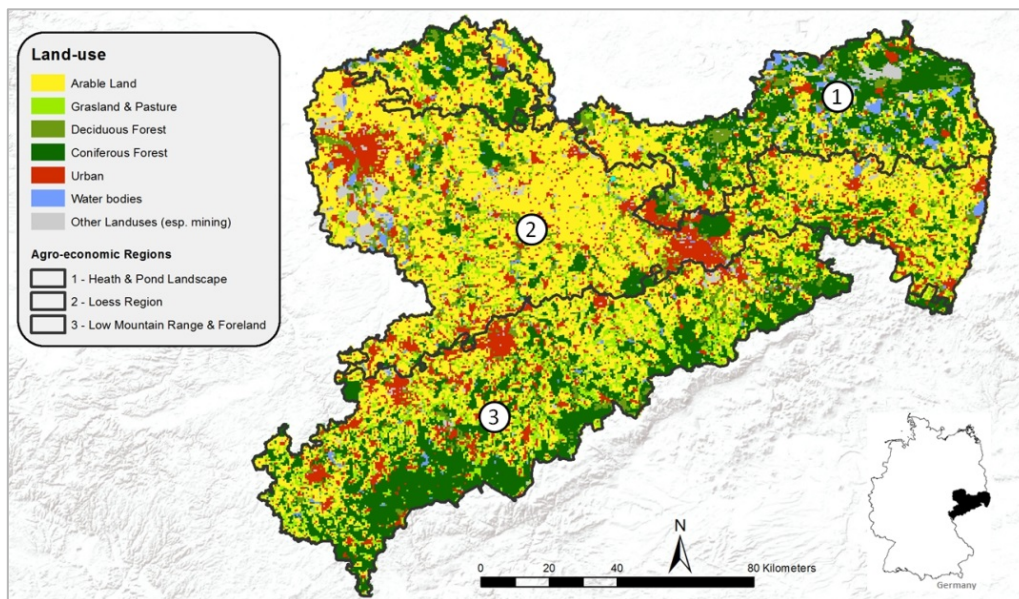 Land-use
Arable Land
Grasland & Pasture
Deciduous Forest
Coniferous Forest
Urban
Water bodies
Other Landuses (esp. mining)
Agro-economic Regions
1 - Heath & Pond Landscape
2 - Loess Region
3 - Low Mountain Range & Foreland
1
2
3
N
0 20 40 80 Kilometers
Germany